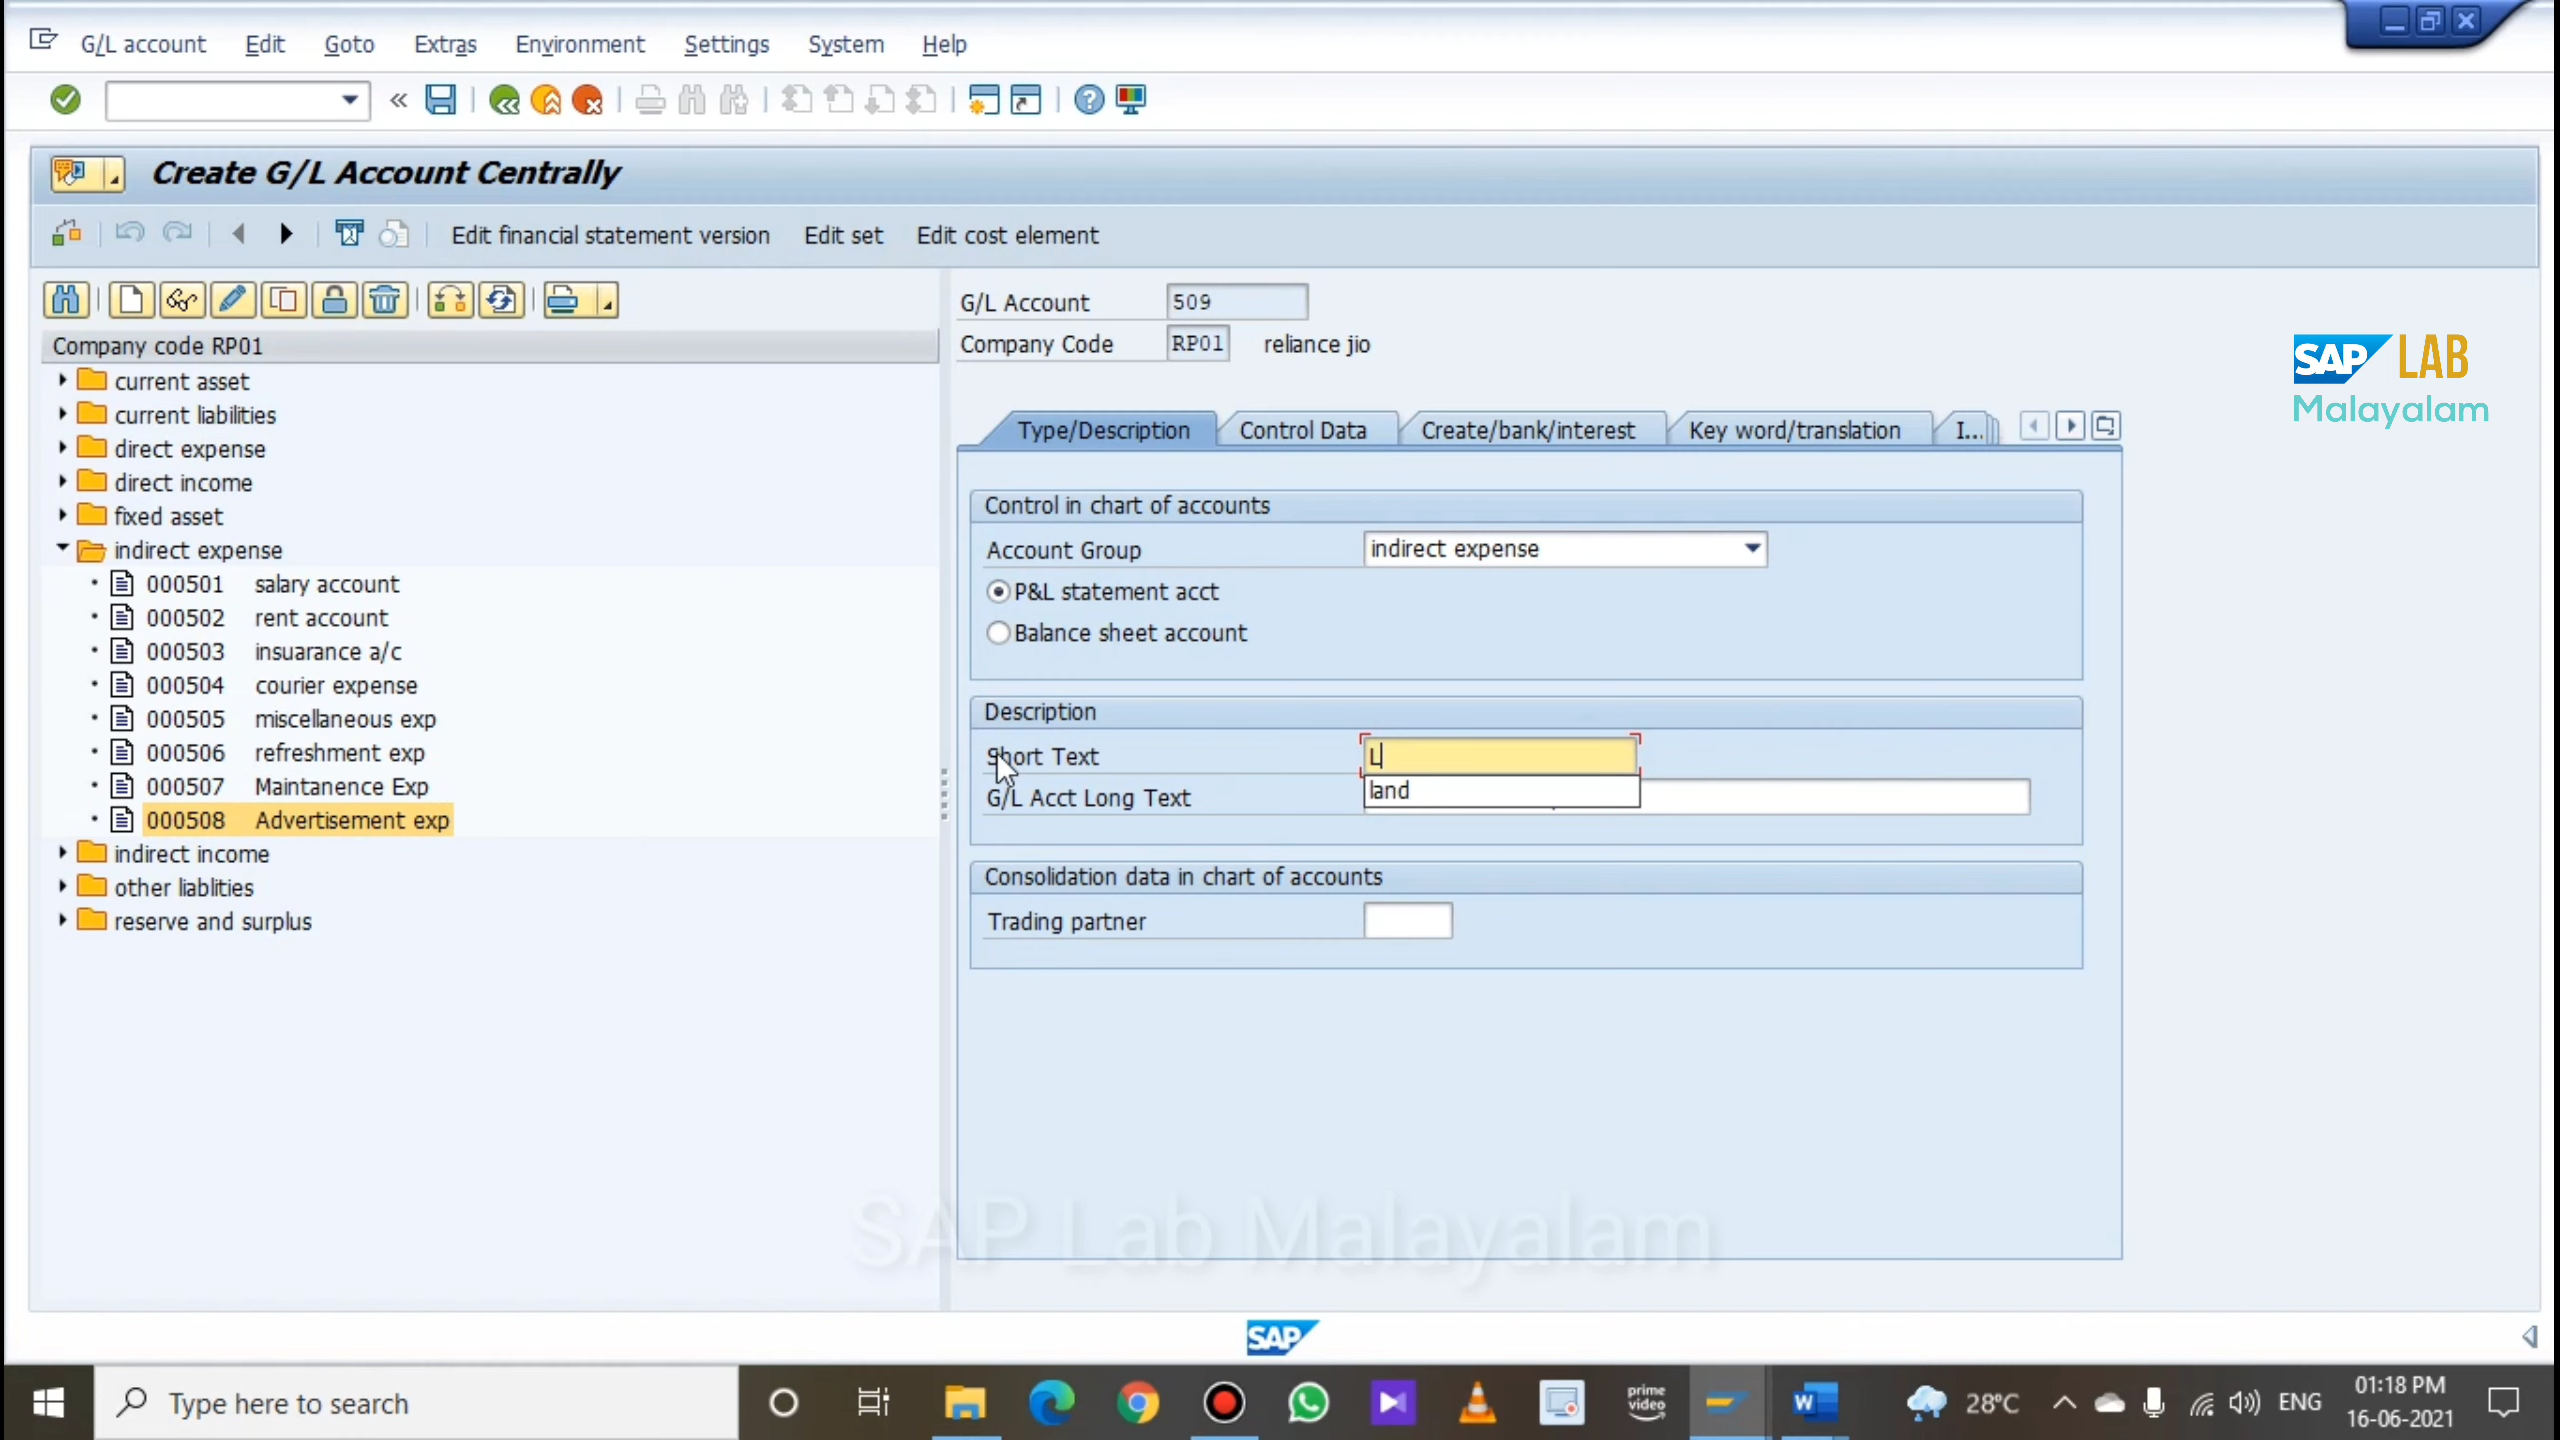 G/L account Edit Goto Extras Environment Settings System Help
Create G/L Account Centrally
Edit financial statement version Edit set Edit cost element
Company code RP01
current asset
current liabilities
direct expense
direct income
fixed asset
indirect expense
000501 salary account
000502 rent account
000503 insuarance a/c
000504 courier expense
000505 miscellaneous exp
000506 refreshment exp
000507 Maintanence Exp
000508 Advertisement exp
indirect income
other liablities
reserve and surplus
G/L Account 509
Company Code RP01 reliance jio
SAP LAB
Malayalam
Type/Description Control Data Create/bank/interest Key word/translation I...
Control in chart of accounts
Account Group indirect expense
P&L statement acct
Balance sheet account
Description
Short Text L
land
G/L Acct Long Text
Consolidation data in chart of accounts
Trading partner
SAP Lab Malayalam
SAP
Type here to search
prime video
W
28°C
ENG
01:18 PM
16-06-2021